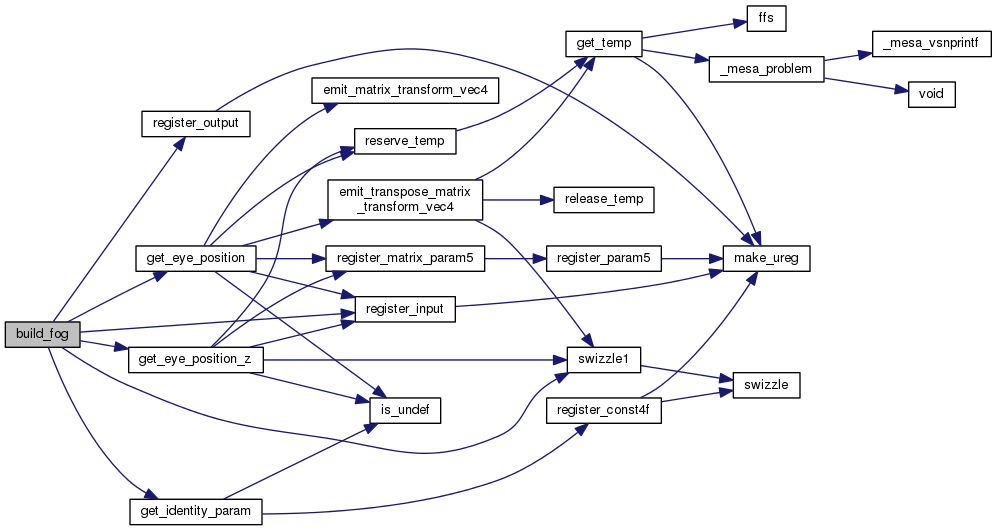 ffs
get_temp
_mesa_vsnprintf
_mesa_problem
void
emit_matrix_transform_vec4
register_output
reserve_temp
emit_transpose_matrix
_transform_vec4
release_temp
get_eye_position
register_matrix_param5
register_param5
make_ureg
register_input
build_fog
get_eye_position_z
swizzle1
swizzle
is_undef
register_const4f
get_identity_param